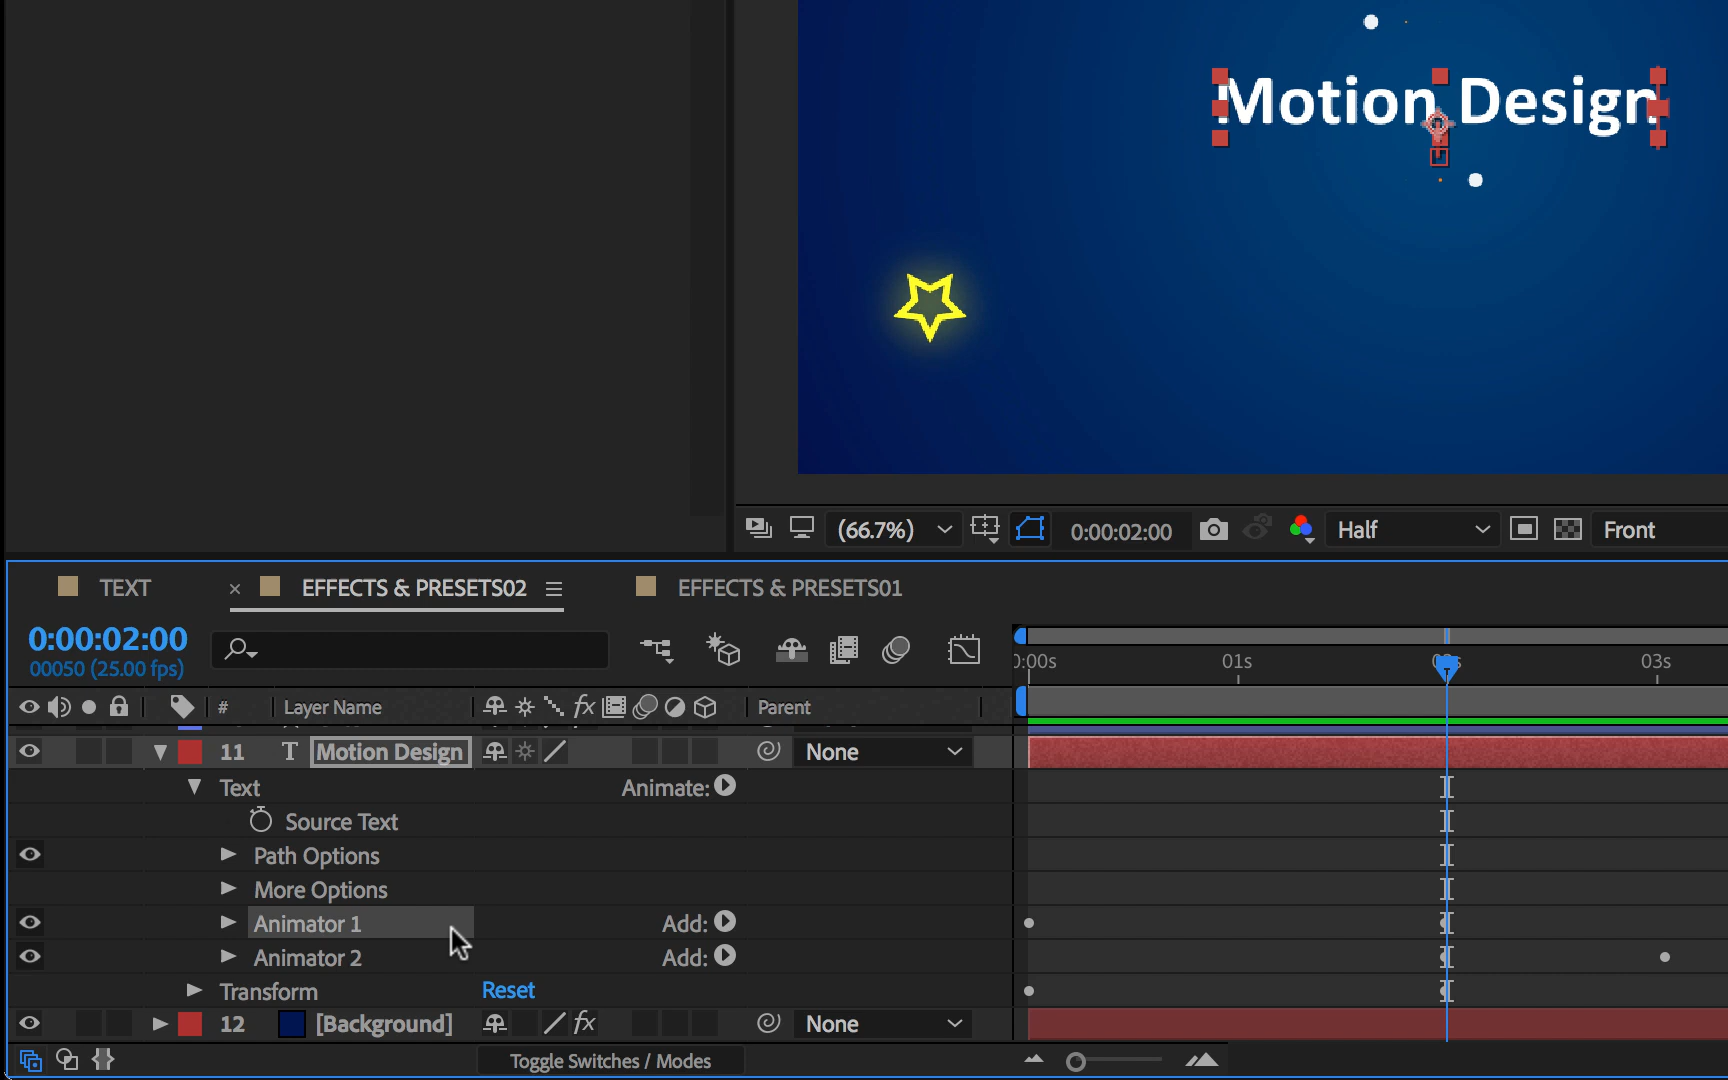 Motion Design
(66.7%)
0:00:02:00
Half
Front
TEXT
× EFFECTS & PRESETS02
EFFECTS & PRESETS01
0:00:02:00
00050 (25.00 fps)
0:00s
01s
03s
#
Layer Name
fx
Parent
11
T
Motion Design
None
Text
Animate:
Source Text
Path Options
More Options
Animator 1
Add:
Animator 2
Add:
Transform
Reset
12
[Background]
fx
None
Toggle Switches / Modes